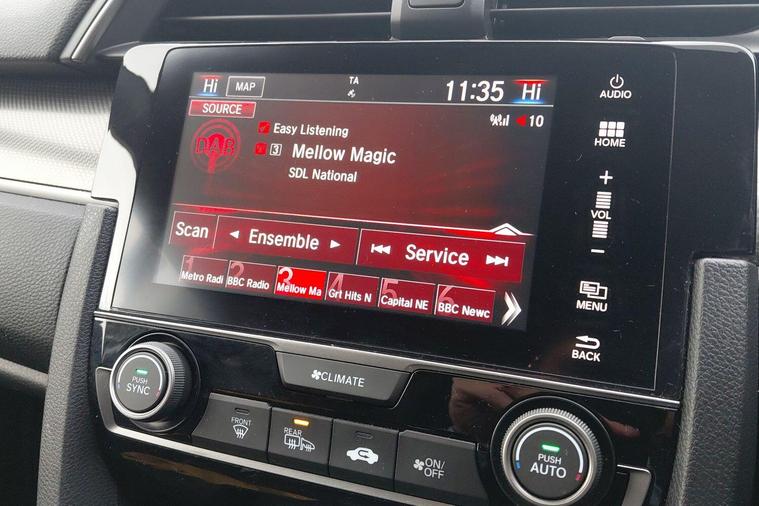 Hi MAP TA 11:35 Hi
SOURCE
10
DAB
Easy Listening
3 Mellow Magic
SDL National
Scan Ensemble Service
1 Metro Radi
2 BBC Radio
3 Mellow Ma
4 Grt Hits N
5 Capital NE
6 BBC Newc
AUDIO
HOME
+
VOL
−
MENU
BACK
CLIMATE
PUSH
SYNC
FRONT
REAR
ON/
OFF
PUSH
AUTO